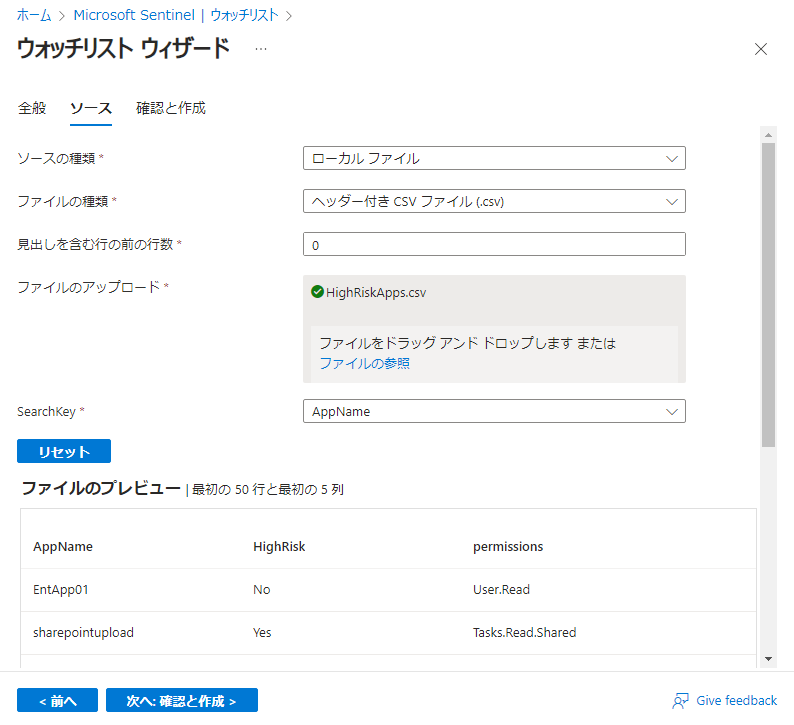 ホーム > Microsoft Sentinel | ウォッチリスト >
ウォッチリスト ウィザード ...
全般 ソース 確認と作成
ソースの種類 * ローカル ファイル
ファイルの種類 * ヘッダー付き CSV ファイル (.csv)
見出しを含む行の前の行数 * 0
ファイルのアップロード * HighRiskApps.csv
ファイルをドラッグ アンド ドロップします または
ファイルの参照
SearchKey * AppName
リセット
ファイルのプレビュー | 最初の 50 行と最初の 5 列
AppName HighRisk permissions
EntApp01 No User.Read
sharepointupload Yes Tasks.Read.Shared
< 前へ 次へ: 確認と作成 > Give feedback